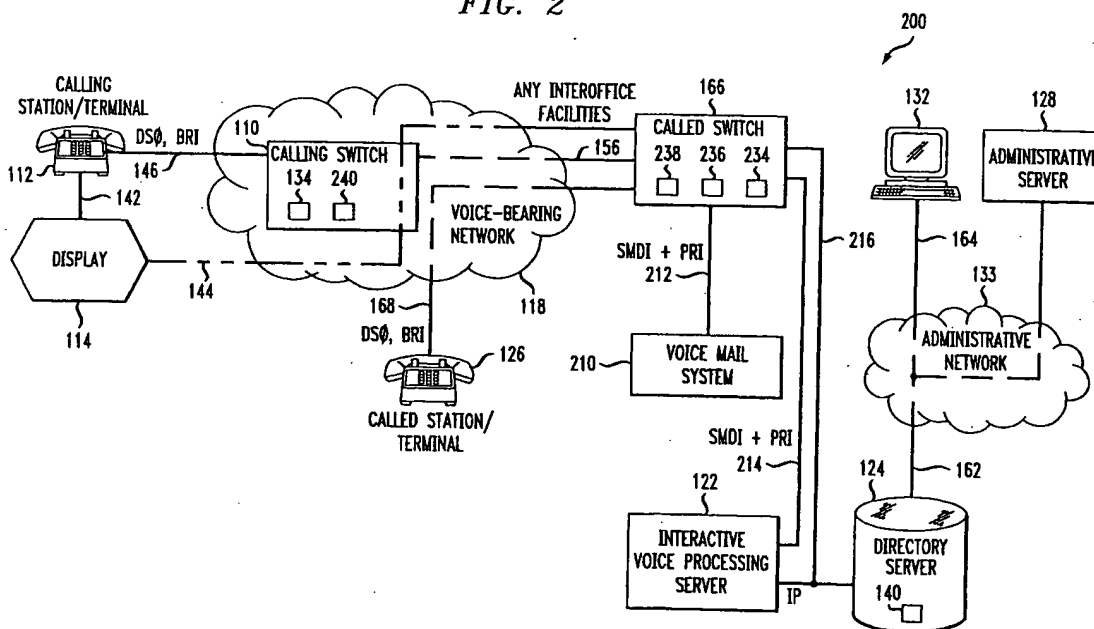 FIG. 2
200
CALLING
STATION/TERMINAL
112
DSØ, BRI
146
142
DISPLAY
114
144
110
CALLING SWITCH
134
240
VOICE-BEARING
NETWORK
118
ANY INTEROFFICE
FACILITIES
156
166
CALLED SWITCH
238
236
234
168
DSØ, BRI
126
CALLED STATION/
TERMINAL
SMDI + PRI
212
210
VOICE MAIL
SYSTEM
216
132
128
ADMINISTRATIVE
SERVER
164
133
ADMINISTRATIVE
NETWORK
SMDI + PRI
214
162
122
INTERACTIVE
VOICE PROCESSING
SERVER
IP
124
DIRECTORY
SERVER
140